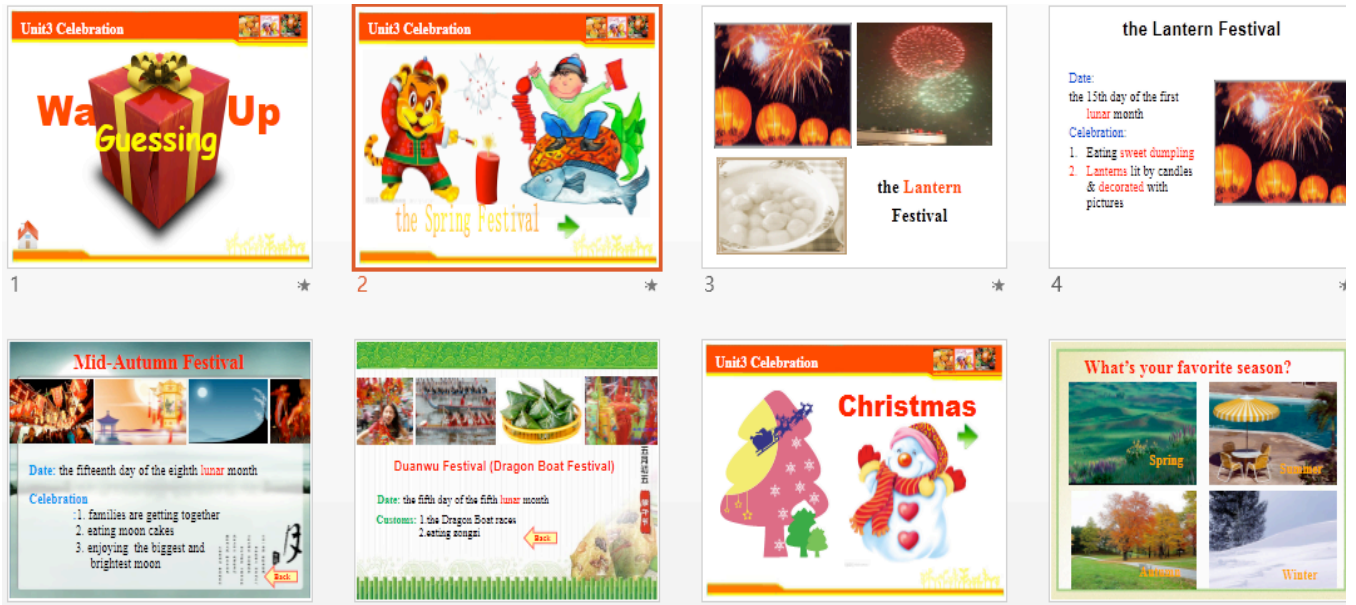 Unit3 Celebration
Wa Up
Guessing
1
Unit3 Celebration
the Spring Festival
2
the Lantern
Festival
3
the Lantern Festival
Date:
the 15th day of the first
lunar month
Celebration:
1. Eating sweet dumpling
2. Lanterns lit by candles
& decorated with
pictures
4
Mid-Autumn Festival
Date: the fifteenth day of the eighth lunar month
Celebration
:1. families are getting together
2. eating moon cakes
3. enjoying the biggest and
brightest moon
Back
Duanwu Festival (Dragon Boat Festival)
Date: the fifth day of the fifth lunar month
Customs: 1.the Dragon Boat races
2.eating zongzi
Back
五月初五
Unit3 Celebration
Christmas
What's your favorite season?
Spring
Summer
Autumn
Winter